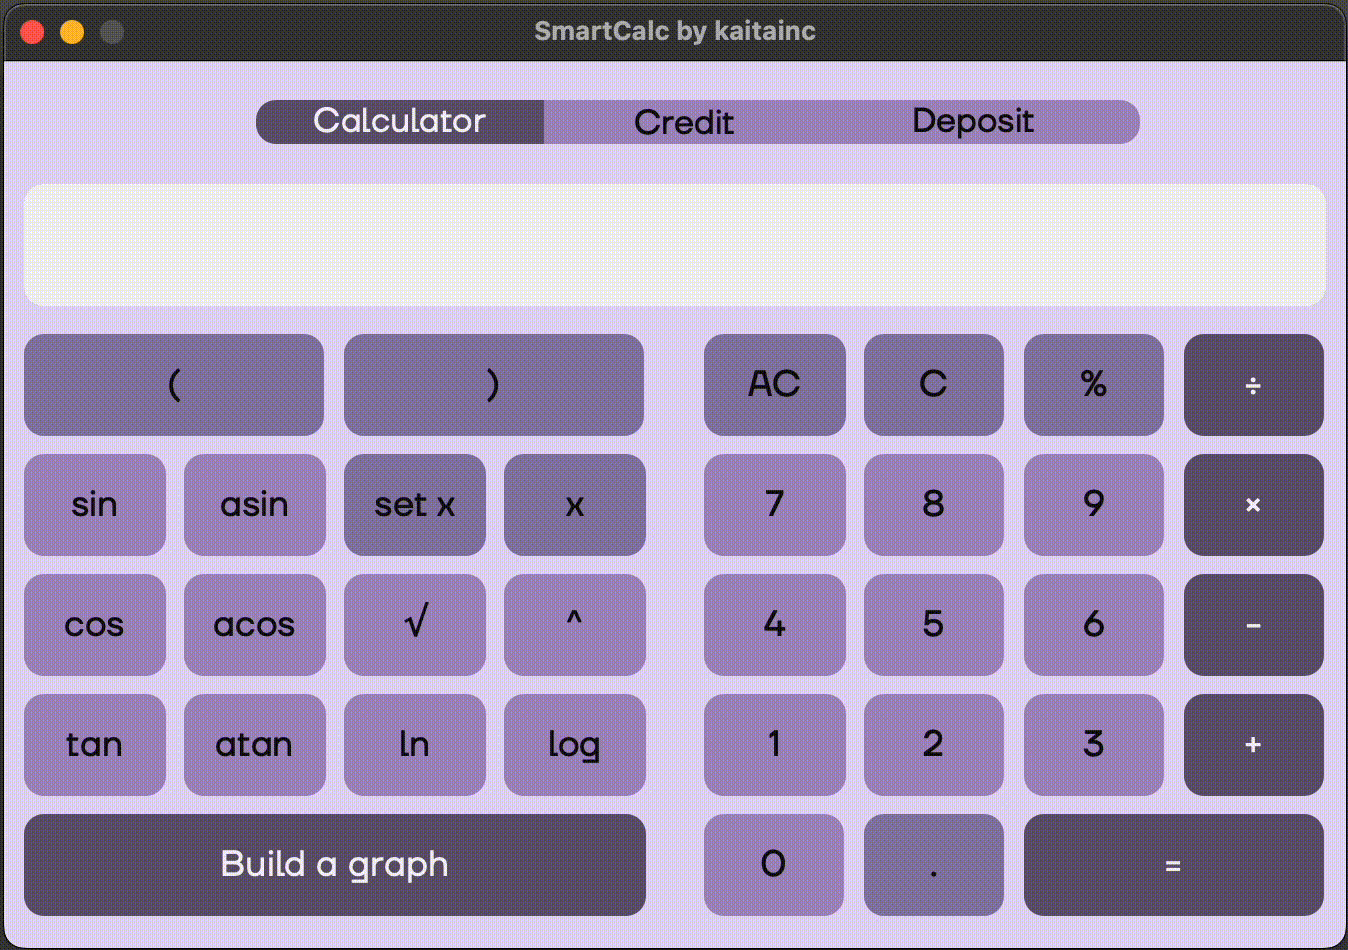 SmartCalc by kaitainc
Calculator Credit Deposit
( ) AC C % ÷
sin asin set x x 7 8 9 ×
cos acos √ ^ 4 5 6 −
tan atan ln log 1 2 3 +
Build a graph 0 . =